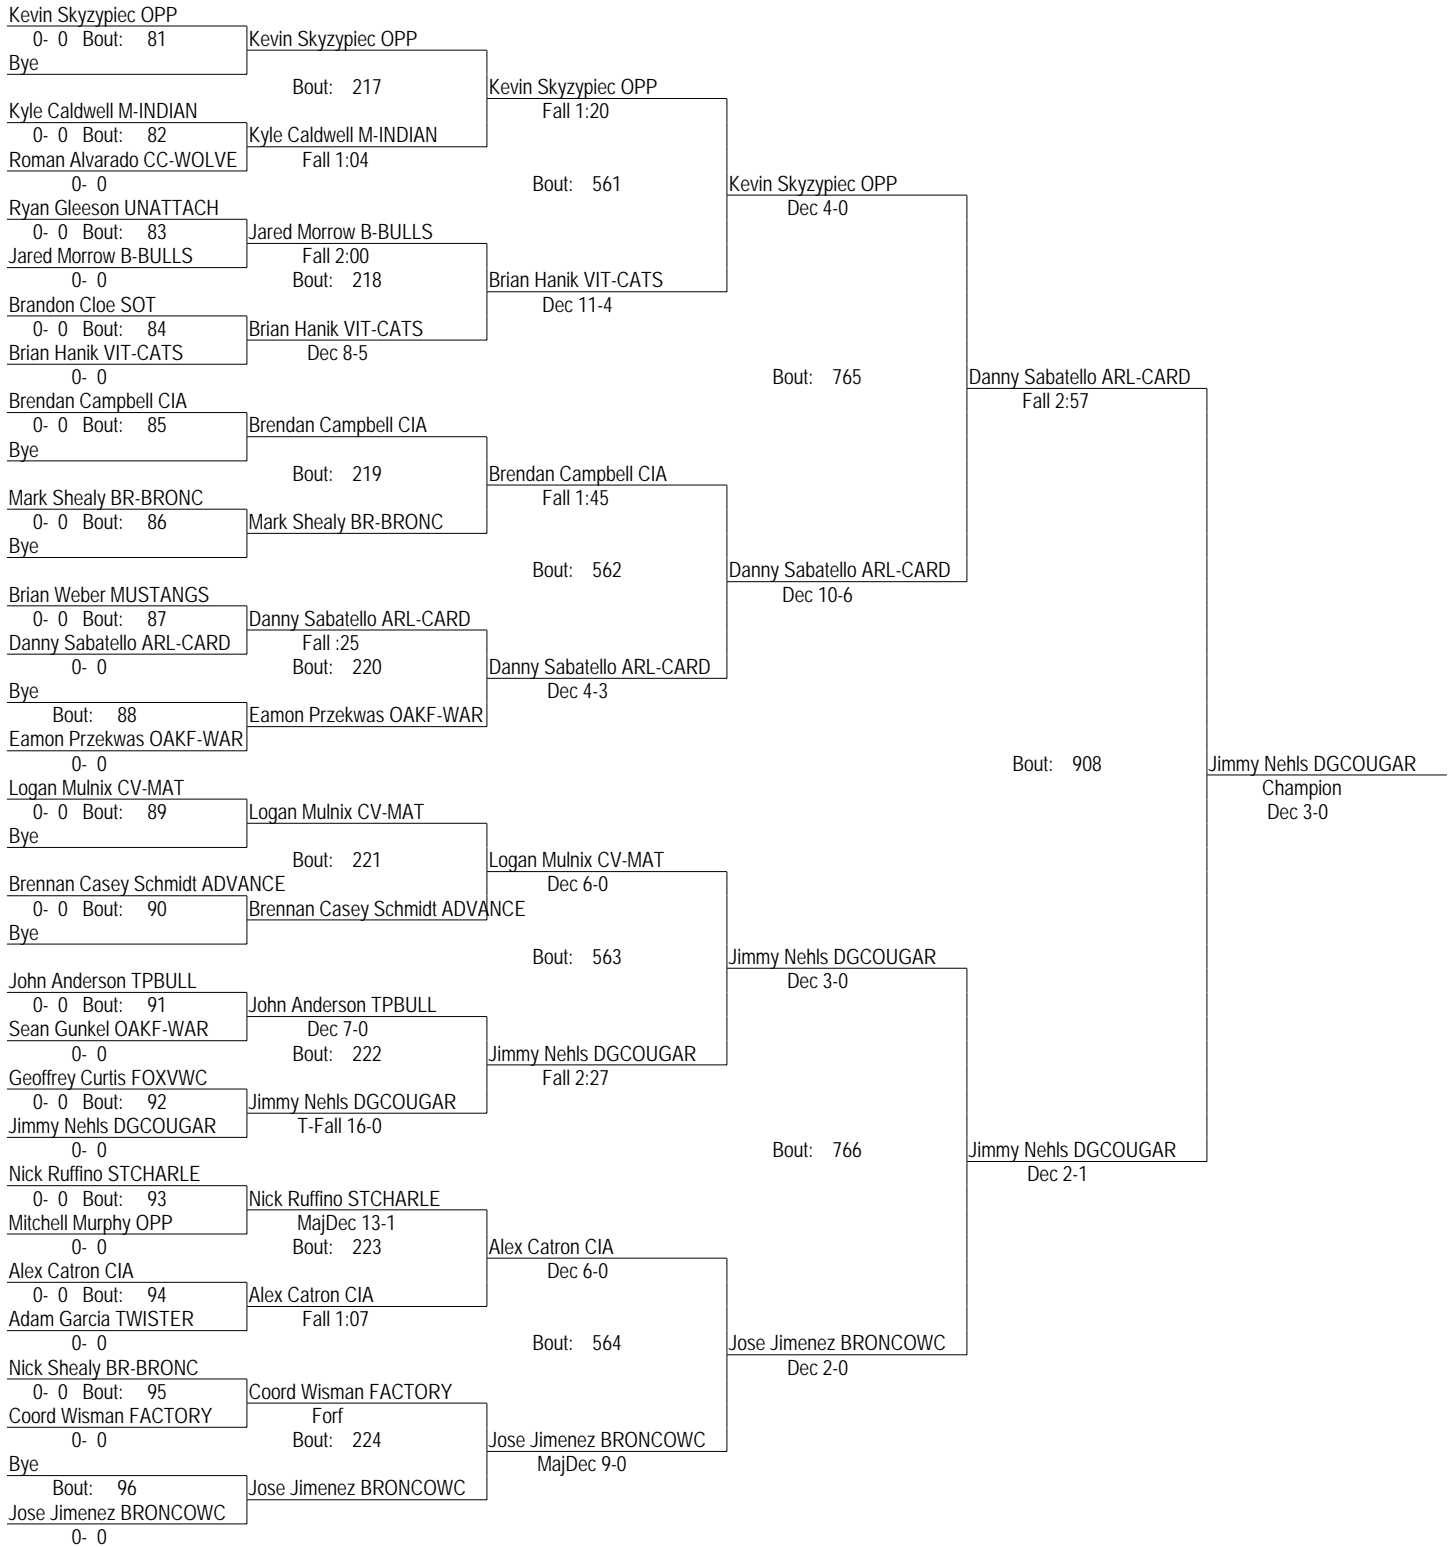 Kevin Skyzypiec OPP
0- 0 Bout: 81
Kevin Skyzypiec OPP
Bye
Bout: 217
Kevin Skyzypiec OPP
Kyle Caldwell M-INDIAN
Fall 1:20
0- 0 Bout: 82
Kyle Caldwell M-INDIAN
Roman Alvarado CC-WOLVE
Fall 1:04
0- 0
Bout: 561
Kevin Skyzypiec OPP
Ryan Gleeson UNATTACH
Dec 4-0
0- 0 Bout: 83
Jared Morrow B-BULLS
Jared Morrow B-BULLS
Fall 2:00
0- 0
Bout: 218
Brian Hanik VIT-CATS
Brandon Cloe SOT
Dec 11-4
0- 0 Bout: 84
Brian Hanik VIT-CATS
Brian Hanik VIT-CATS
Dec 8-5
0- 0
Bout: 765
Danny Sabatello ARL-CARD
Brendan Campbell CIA
Fall 2:57
0- 0 Bout: 85
Brendan Campbell CIA
Bye
Bout: 219
Brendan Campbell CIA
Mark Shealy BR-BRONC
Fall 1:45
0- 0 Bout: 86
Mark Shealy BR-BRONC
Bye
Bout: 562
Danny Sabatello ARL-CARD
Brian Weber MUSTANGS
Dec 10-6
0- 0 Bout: 87
Danny Sabatello ARL-CARD
Danny Sabatello ARL-CARD
Fall :25
0- 0
Bout: 220
Danny Sabatello ARL-CARD
Bye
Dec 4-3
Bout: 88
Eamon Przekwas OAKF-WAR
Eamon Przekwas OAKF-WAR
0- 0
Bout: 908
Jimmy Nehls DGCOUGAR
Logan Mulnix CV-MAT
Champion
0- 0 Bout: 89
Logan Mulnix CV-MAT
Dec 3-0
Bye
Bout: 221
Logan Mulnix CV-MAT
Brennan Casey Schmidt ADVANCE
Dec 6-0
0- 0 Bout: 90
Brennan Casey Schmidt ADVANCE
Bye
Bout: 563
Jimmy Nehls DGCOUGAR
John Anderson TPBULL
Dec 3-0
0- 0 Bout: 91
John Anderson TPBULL
Sean Gunkel OAKF-WAR
Dec 7-0
0- 0
Bout: 222
Jimmy Nehls DGCOUGAR
Geoffrey Curtis FOXVWC
Fall 2:27
0- 0 Bout: 92
Jimmy Nehls DGCOUGAR
Jimmy Nehls DGCOUGAR
T-Fall 16-0
0- 0
Bout: 766
Jimmy Nehls DGCOUGAR
Nick Ruffino STCHARLE
Dec 2-1
0- 0 Bout: 93
Nick Ruffino STCHARLE
Mitchell Murphy OPP
MajDec 13-1
0- 0
Bout: 223
Alex Catron CIA
Alex Catron CIA
Dec 6-0
0- 0 Bout: 94
Alex Catron CIA
Adam Garcia TWISTER
Fall 1:07
0- 0
Bout: 564
Jose Jimenez BRONCOWC
Nick Shealy BR-BRONC
Dec 2-0
0- 0 Bout: 95
Coord Wisman FACTORY
Coord Wisman FACTORY
Forf
0- 0
Bout: 224
Jose Jimenez BRONCOWC
Bye
MajDec 9-0
Bout: 96
Jose Jimenez BRONCOWC
Jose Jimenez BRONCOWC
0- 0